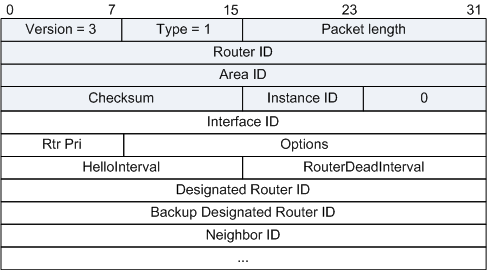 0 7 15 23 31
Version = 3 Type = 1 Packet length
Router ID
Area ID
Checksum Instance ID 0
Interface ID
Rtr Pri Options
HelloInterval RouterDeadInterval
Designated Router ID
Backup Designated Router ID
Neighbor ID
...